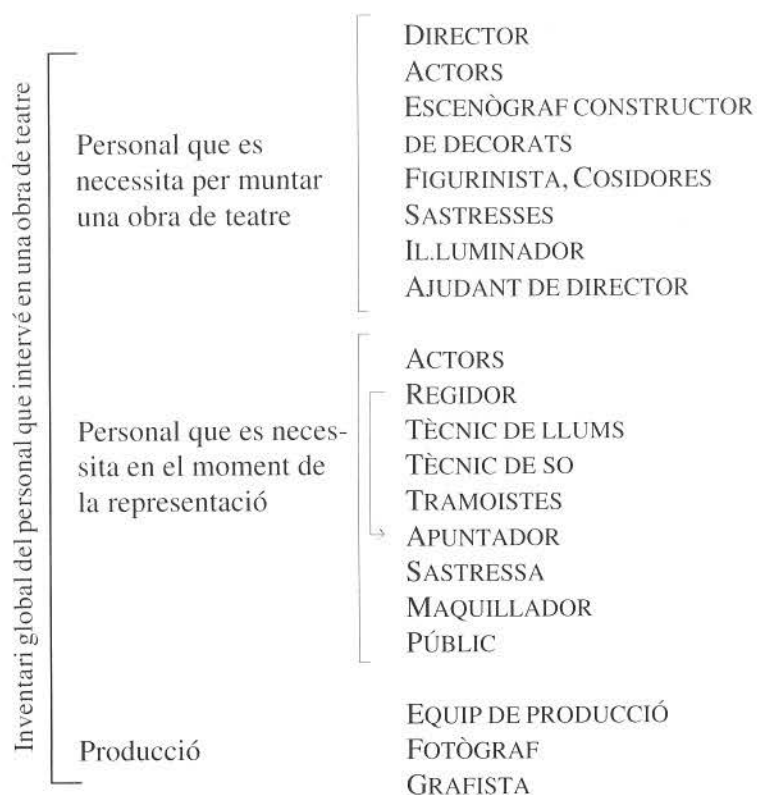 Inventari global del personal que intervé en una obra de teatre
Personal que es
necessita per muntar
una obra de teatre
DIRECTOR
ACTORS
ESCENÒGRAF CONSTRUCTOR
DE DECORATS
FIGURINISTA, COSIDORES
SASTRESSES
IL.LUMINADOR
AJUDANT DE DIRECTOR
Personal que es neces-
sita en el moment de
la representació
ACTORS
REGIDOR
TÈCNIC DE LLUMS
TÈCNIC DE SO
TRAMOISTES
APUNTADOR
SASTRESSA
MAQUILLADOR
PÚBLIC
Producció
EQUIP DE PRODUCCIÓ
FOTÒGRAF
GRAFISTA